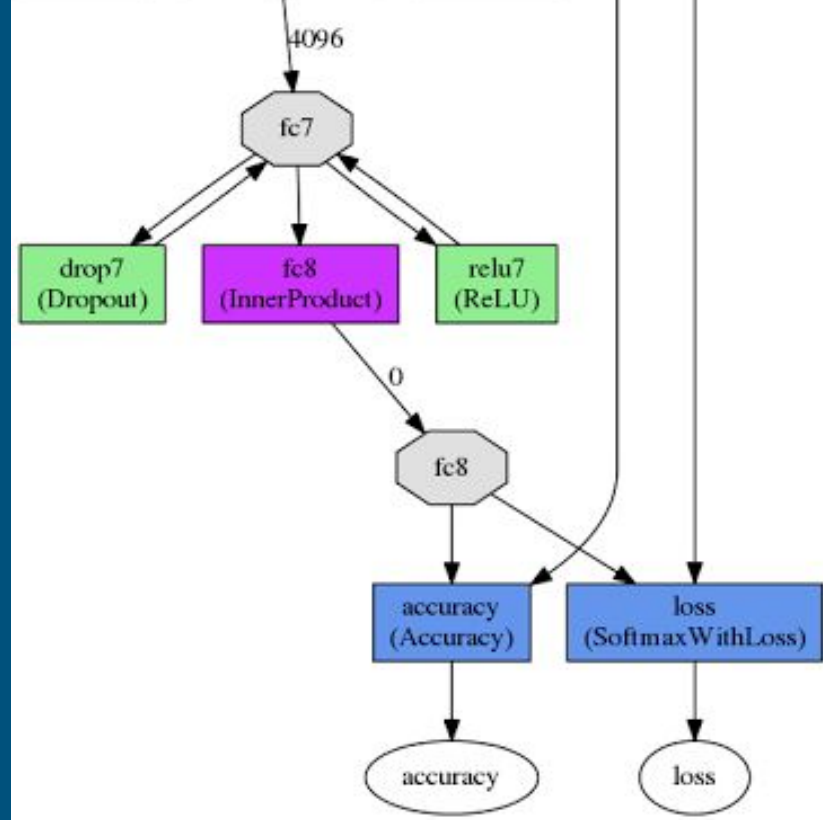 4096
fc7
drop7
(Dropout)
fc8
(InnerProduct)
relu7
(ReLU)
0
fc8
accuracy
(Accuracy)
loss
(SoftmaxWithLoss)
accuracy
loss